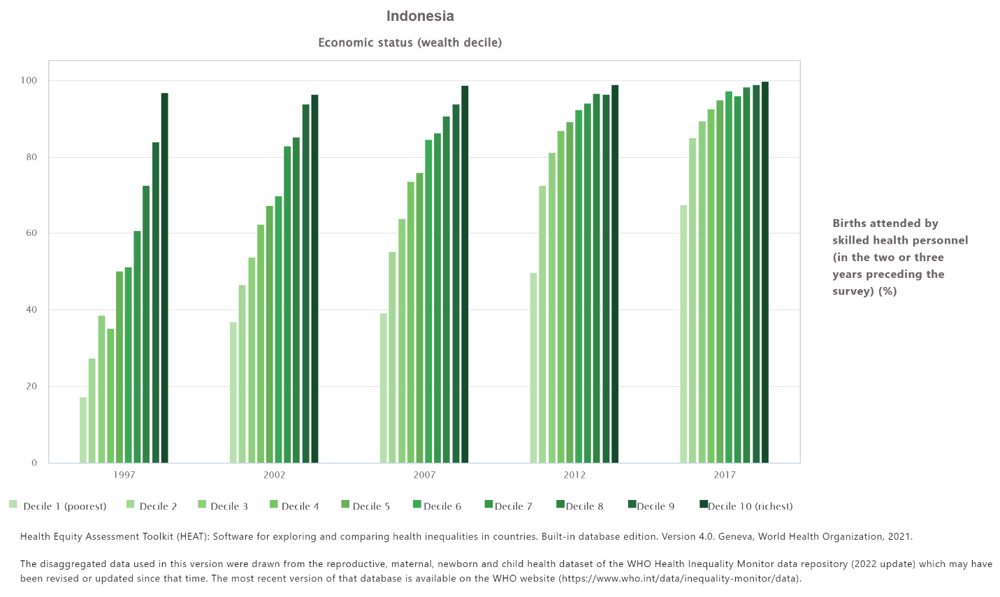 Indonesia
Economic status (wealth decile)
100
80
60
40
20
0
1997 2002 2007 2012 2017
Births attended by
skilled health personnel
(in the two or three
years preceding the
survey) (%)
Decile 1 (poorest) Decile 2 Decile 3 Decile 4 Decile 5 Decile 6 Decile 7 Decile 8 Decile 9 Decile 10 (richest)
Health Equity Assessment Toolkit (HEAT): Software for exploring and comparing health inequalities in countries. Built-in database edition. Version 4.0. Geneva, World Health Organization, 2021.
The disaggregated data used in this version were drawn from the reproductive, maternal, newborn and child health dataset of the WHO Health Inequality Monitor data repository (2022 update) which may have
been revised or updated since that time. The most recent version of that database is available on the WHO website (https://www.who.int/data/inequality-monitor/data).